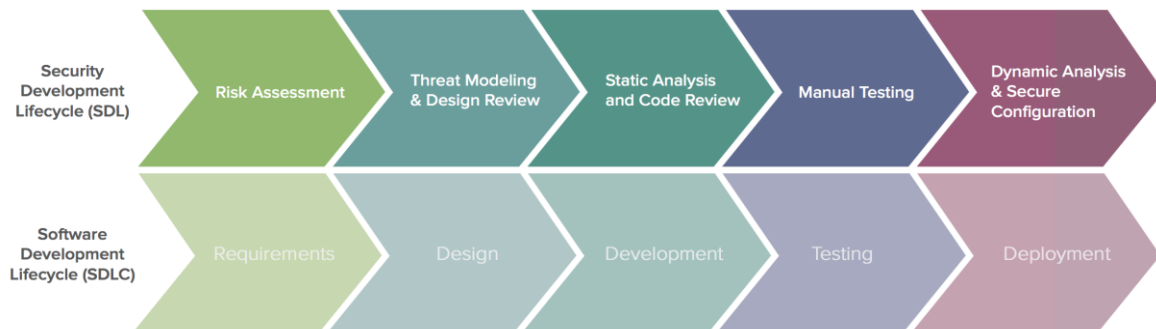 Security
Development
Lifecycle (SDL)
Risk Assessment
Threat Modeling
& Design Review
Static Analysis
and Code Review
Manual Testing
Dynamic Analysis
& Secure
Configuration
Software
Development
Lifecycle (SDLC)
Requirements
Design
Development
Testing
Deployment